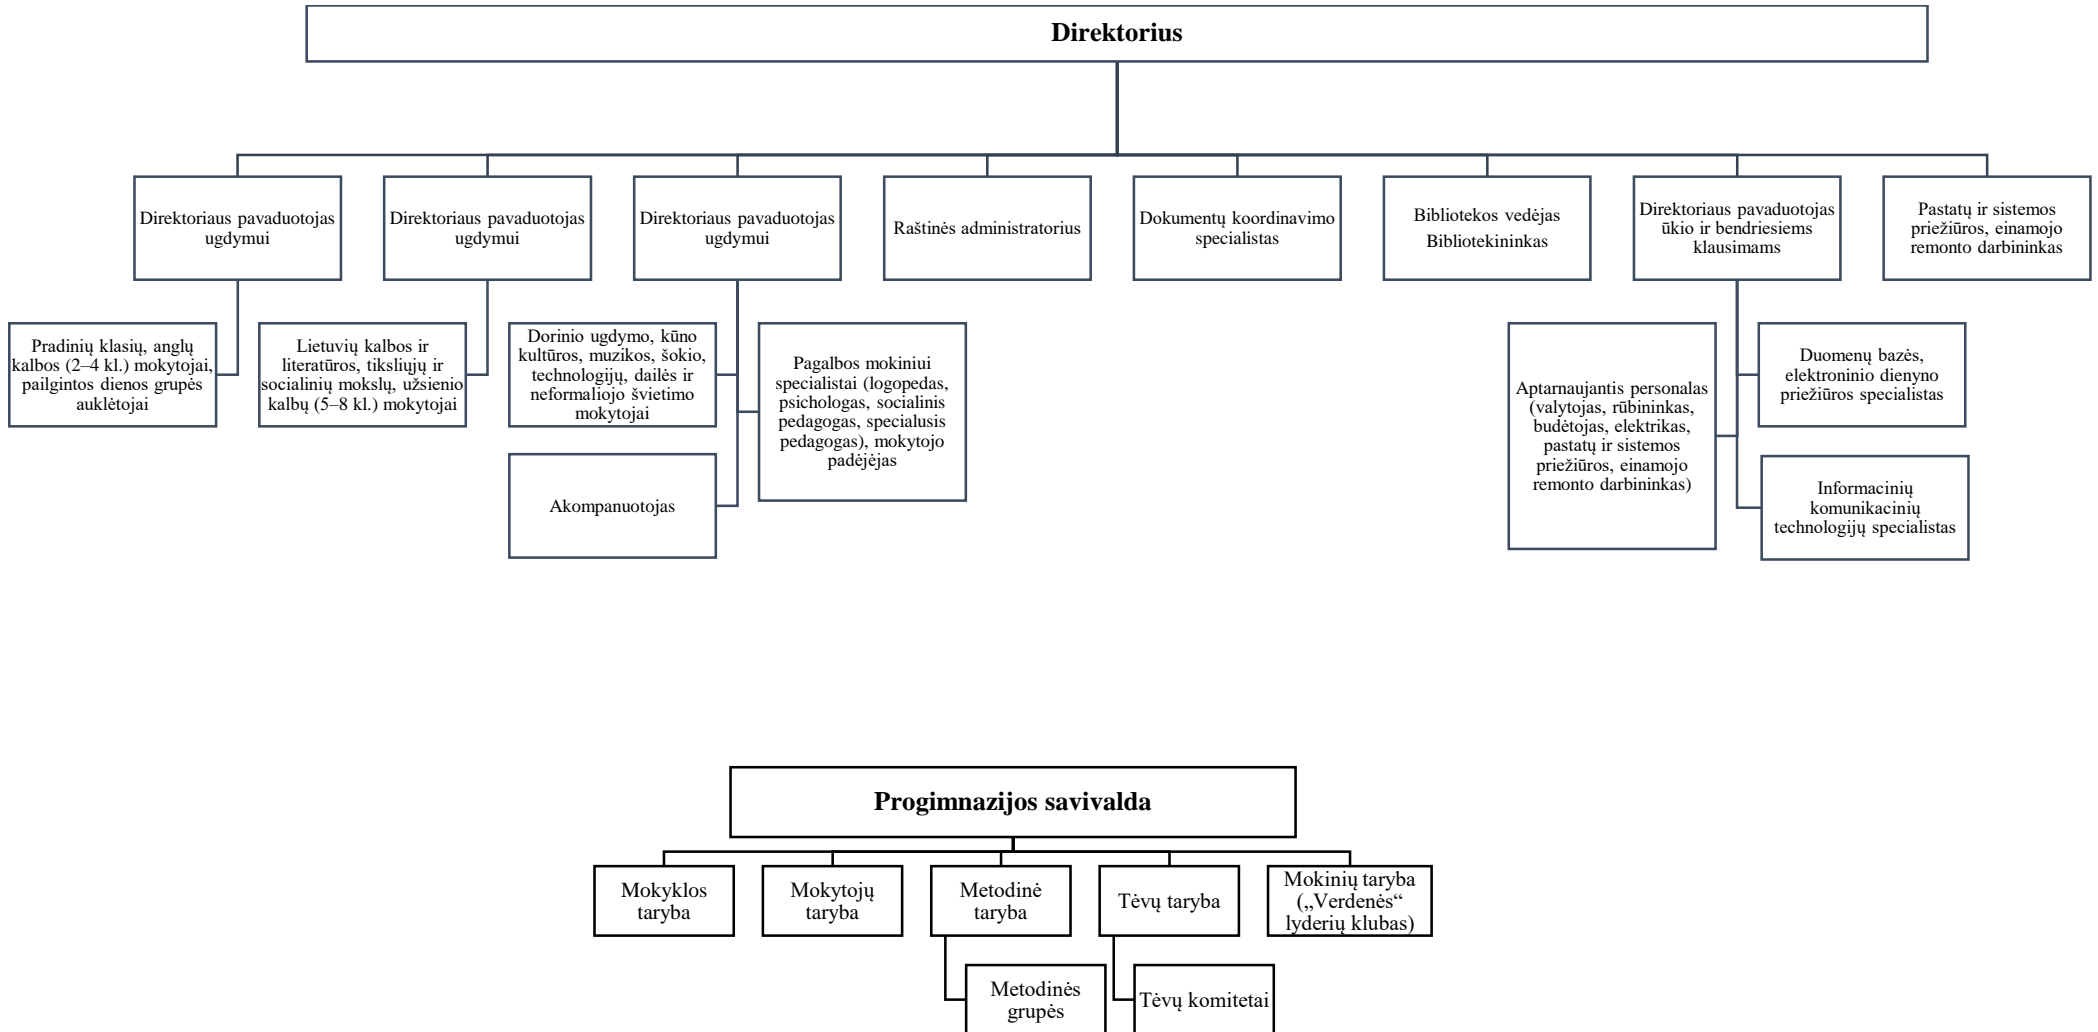 Direktorius
Direktoriaus pavaduotojas
ugdymui
Direktoriaus pavaduotojas
ugdymui
Direktoriaus pavaduotojas
ugdymui
Raštinės administratorius
Dokumentų koordinavimo
specialistas
Bibliotekos vedėjas
Bibliotekininkas
Direktoriaus pavaduotojas
ūkio ir bendriesiems
klausimams
Pastatų ir sistemos
priežiūros, einamojo
remonto darbininkas
Pradinių klasių, anglų
kalbos (2–4 kl.) mokytojai,
pailgintos dienos grupės
auklėtojai
Lietuvių kalbos ir
literatūros, tiksliųjų ir
socialinių mokslų, užsienio
kalbų (5–8 kl.) mokytojai
Dorinio ugdymo, kūno
kultūros, muzikos, šokio,
technologijų, dailės ir
neformaliojo švietimo
mokytojai
Pagalbos mokiniui
specialistai (logopedas,
psichologas, socialinis
pedagogas, specialusis
pedagogas), mokytojo
padėjėjas
Akompanuotojas
Aptarnaujantis personalas
(valytojas, rūbininkas,
budėtojas, elektrikas,
pastatų ir sistemos
priežiūros, einamojo
remonto darbininkas)
Duomenų bazės,
elektroninio dienyno
priežiūros specialistas
Informacinių
komunikacinių
technologijų specialistas
Progimnazijos savivalda
Mokyklos
taryba
Mokytojų
taryba
Metodinė
taryba
Tėvų taryba
Mokinių taryba
(„Verdenės“
lyderių klubas)
Metodinės
grupės
Tėvų komitetai